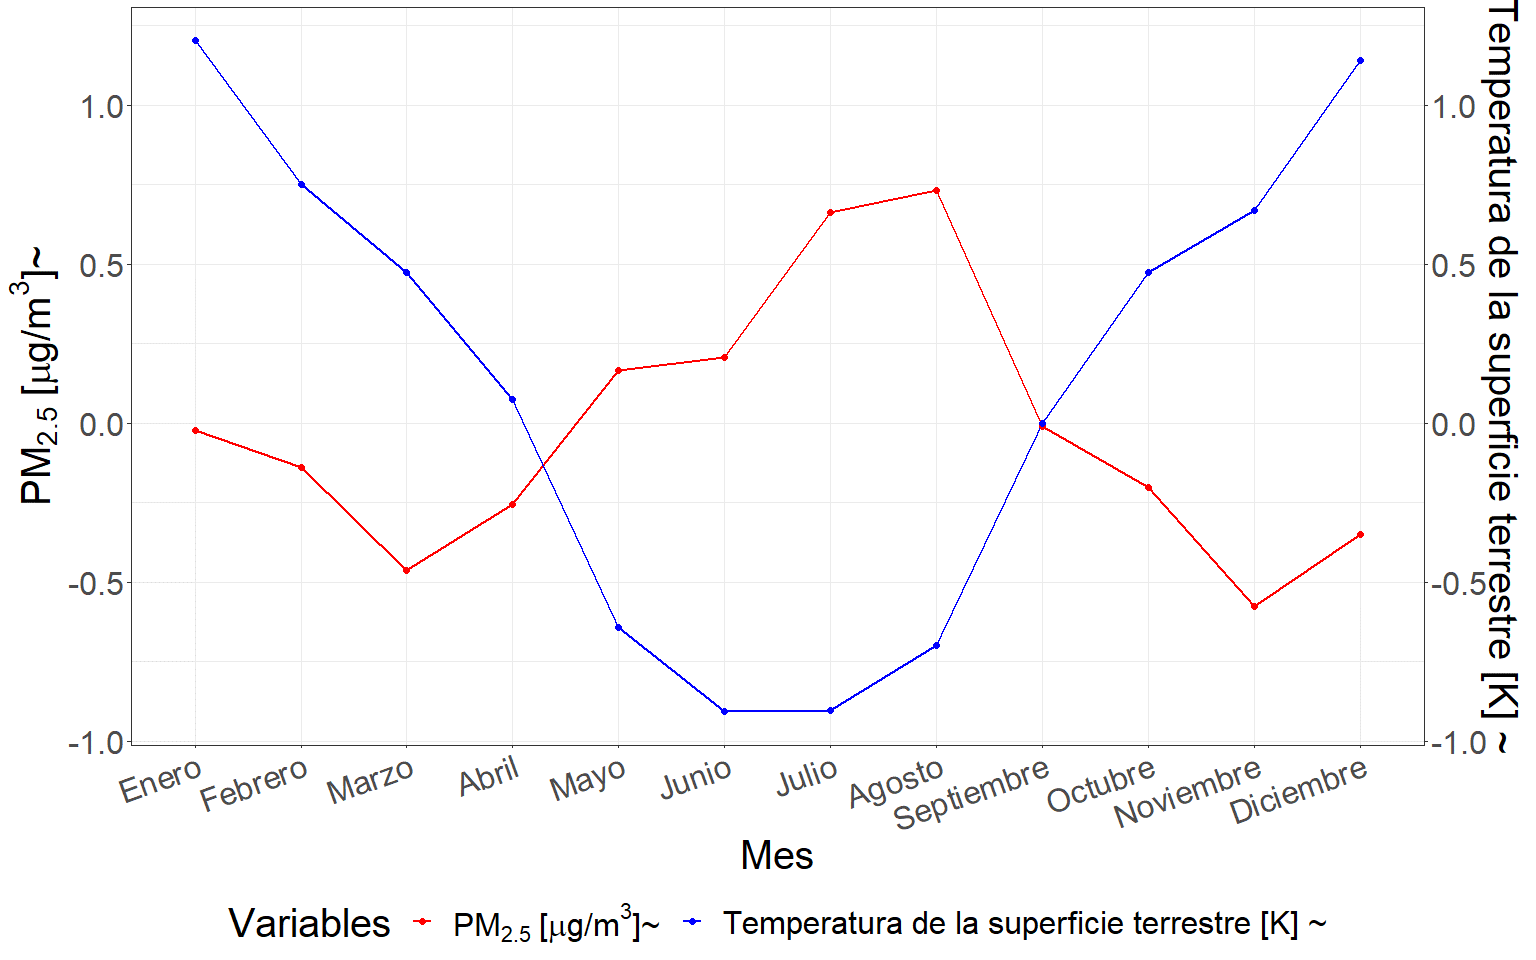 1.0
0.5
0.0
-0.5
-1.0
PM2.5 [μg/m³]~
1.0
0.5
0.0
-0.5
-1.0
Temperatura de la superficie terrestre [K] ~
Enero
Febrero
Marzo
Abril
Mayo
Junio
Julio
Agosto
Septiembre
Octubre
Noviembre
Diciembre
Mes
Variables PM2.5 [μg/m³]~ Temperatura de la superficie terrestre [K] ~